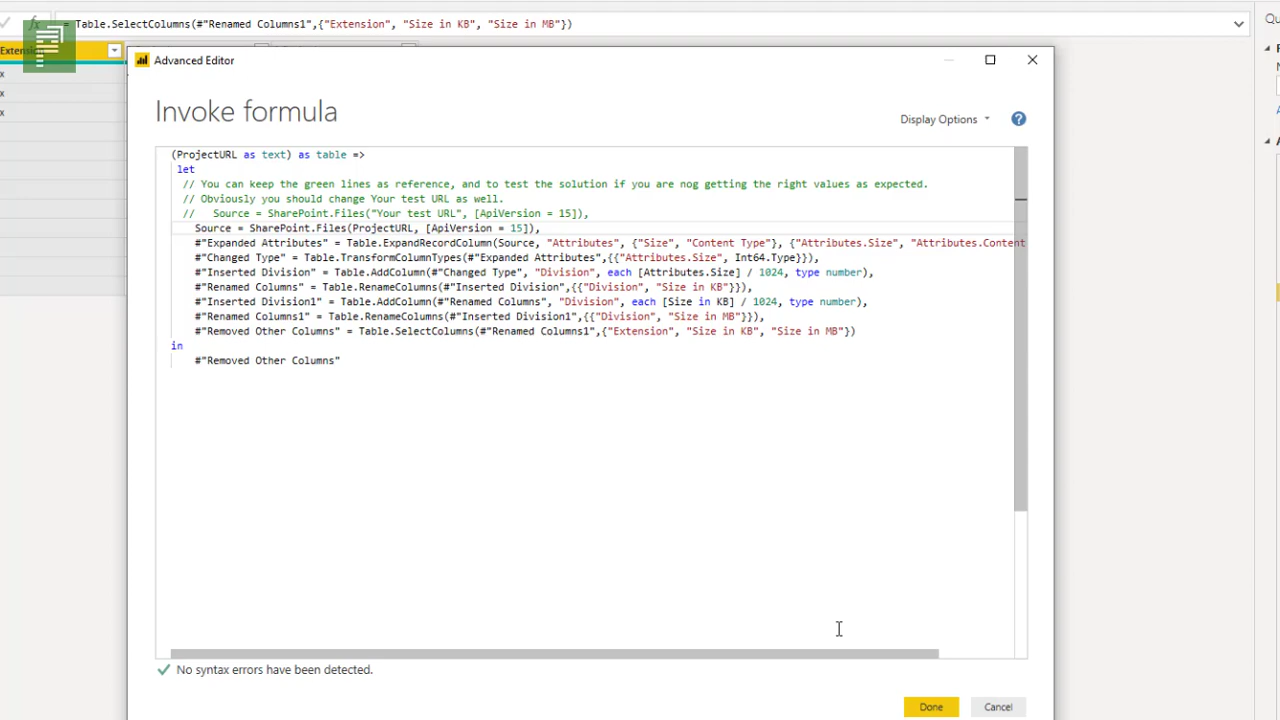 = Table.SelectColumns(#"Renamed Columns1",{"Extension", "Size in KB", "Size in MB"})
Qu
x
x
x
Advanced Editor
Invoke formula
Display Options
?
(ProjectURL as text) as table =>
let
// You can keep the green lines as reference, and to test the solution if you are nog getting the right values as expected.
// Obviously you should change Your test URL as well.
// Source = SharePoint.Files("Your test URL", [ApiVersion = 15]),
Source = SharePoint.Files(ProjectURL, [ApiVersion = 15]),
#"Expanded Attributes" = Table.ExpandRecordColumn(Source, "Attributes", {"Size", "Content Type"}, {"Attributes.Size", "Attributes.Content
#"Changed Type" = Table.TransformColumnTypes(#"Expanded Attributes",{{"Attributes.Size", Int64.Type}}),
#"Inserted Division" = Table.AddColumn(#"Changed Type", "Division", each [Attributes.Size] / 1024, type number),
#"Renamed Columns" = Table.RenameColumns(#"Inserted Division",{{"Division", "Size in KB"}}),
#"Inserted Division1" = Table.AddColumn(#"Renamed Columns", "Division", each [Size in KB] / 1024, type number),
#"Renamed Columns1" = Table.RenameColumns(#"Inserted Division1",{{"Division", "Size in MB"}}),
#"Removed Other Columns" = Table.SelectColumns(#"Renamed Columns1",{"Extension", "Size in KB", "Size in MB"})
in
#"Removed Other Columns"
No syntax errors have been detected.
Done
Cancel